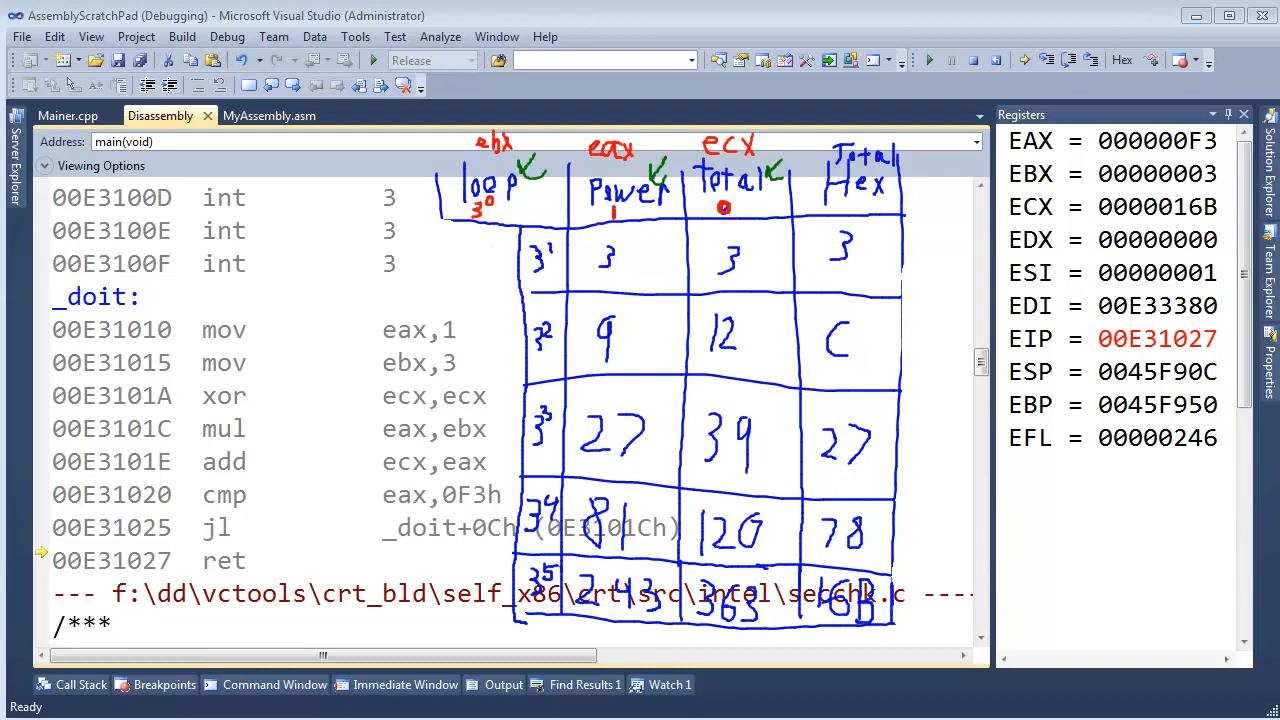 AssemblyScratchPad (Debugging) - Microsoft Visual Studio (Administrator)
File Edit View Project Build Debug Team Data Tools Test Analyze Window Help
Release
Hex
Mainer.cpp Disassembly MyAssembly.asm
Address: main(void)
Viewing Options
ebx eax ecx
loop Power Total Total Hex
3⁰ 1 0
3¹ 3 3 3
3² 9 12 C
3³ 27 39 27
3⁴ 81 120 78
3⁵ 243 363 16B
00E3100D int 3
00E3100E int 3
00E3100F int 3
_doit:
00E31010 mov eax,1
00E31015 mov ebx,3
00E3101A xor ecx,ecx
00E3101C mul eax,ebx
00E3101E add ecx,eax
00E31020 cmp eax,0F3h
00E31025 jl _doit+0Ch (0E3101Ch)
00E31027 ret
--- f:\dd\vctools\crt_bld\self_x86\crt\src\intel\secchk.c ----
/***
Registers
EAX = 000000F3
EBX = 00000003
ECX = 0000016B
EDX = 00000000
ESI = 00000001
EDI = 00E33380
EIP = 00E31027
ESP = 0045F90C
EBP = 0045F950
EFL = 00000246
Server Explorer
Solution Explorer
Team Explorer
Properties
Call Stack Breakpoints Command Window Immediate Window Output Find Results 1 Watch 1
Ready